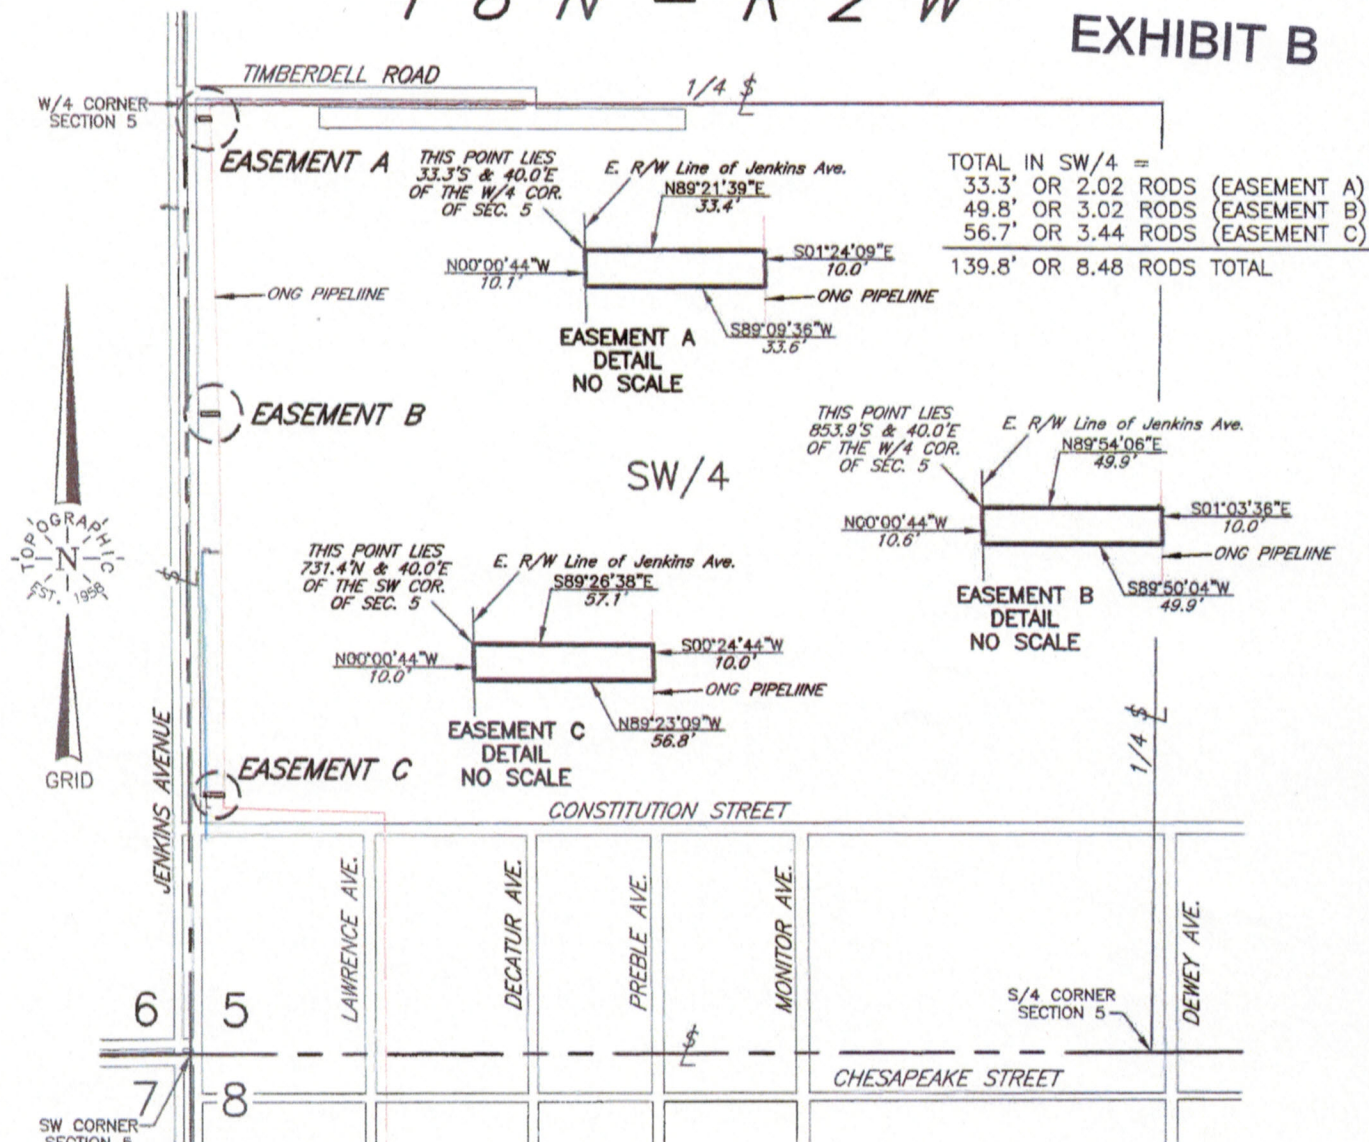 T 8 N - R 2 W
EXHIBIT B
TIMBERDELL ROAD
1/4
W/4 CORNER
SECTION 5
EASEMENT A
THIS POINT LIES
33.3'S & 40.0'E
OF THE W/4 COR.
OF SEC. 5
E. R/W Line of Jenkins Ave.
N89°21'39"E
33.4'
N00°00'44"W
10.1'
S01°24'09"E
10.0'
ONG PIPELIINE
S89°09'36"W
33.6'
EASEMENT A
DETAIL
NO SCALE
TOTAL IN SW/4 =
33.3' OR 2.02 RODS (EASEMENT A)
49.8' OR 3.02 RODS (EASEMENT B)
56.7' OR 3.44 RODS (EASEMENT C)
139.8' OR 8.48 RODS TOTAL
ONG PIPELIINE
EASEMENT B
SW/4
THIS POINT LIES
853.9'S & 40.0'E
OF THE W/4 COR.
OF SEC. 5
E. R/W Line of Jenkins Ave.
N89°54'06"E
49.9'
N00°00'44"W
10.6'
S01°03'36"E
10.0'
ONG PIPELIINE
S89°50'04"W
49.9'
EASEMENT B
DETAIL
NO SCALE
TOPOGRAPHIC
N
EST. 1958
GRID
THIS POINT LIES
731.4'N & 40.0'E
OF THE SW COR.
OF SEC. 5
E. R/W Line of Jenkins Ave.
S89°26'38"E
57.1'
N00°00'44"W
10.0'
S00°24'44"W
10.0'
ONG PIPELIINE
N89°23'09"W
56.8'
EASEMENT C
DETAIL
NO SCALE
1/4
JENKINS AVENUE
EASEMENT C
CONSTITUTION STREET
LAWRENCE AVE.
DECATUR AVE.
PREBLE AVE.
MONITOR AVE.
DEWEY AVE.
S/4 CORNER
SECTION 5
6 5
7 8
CHESAPEAKE STREET
SW CORNER
SECTION 5